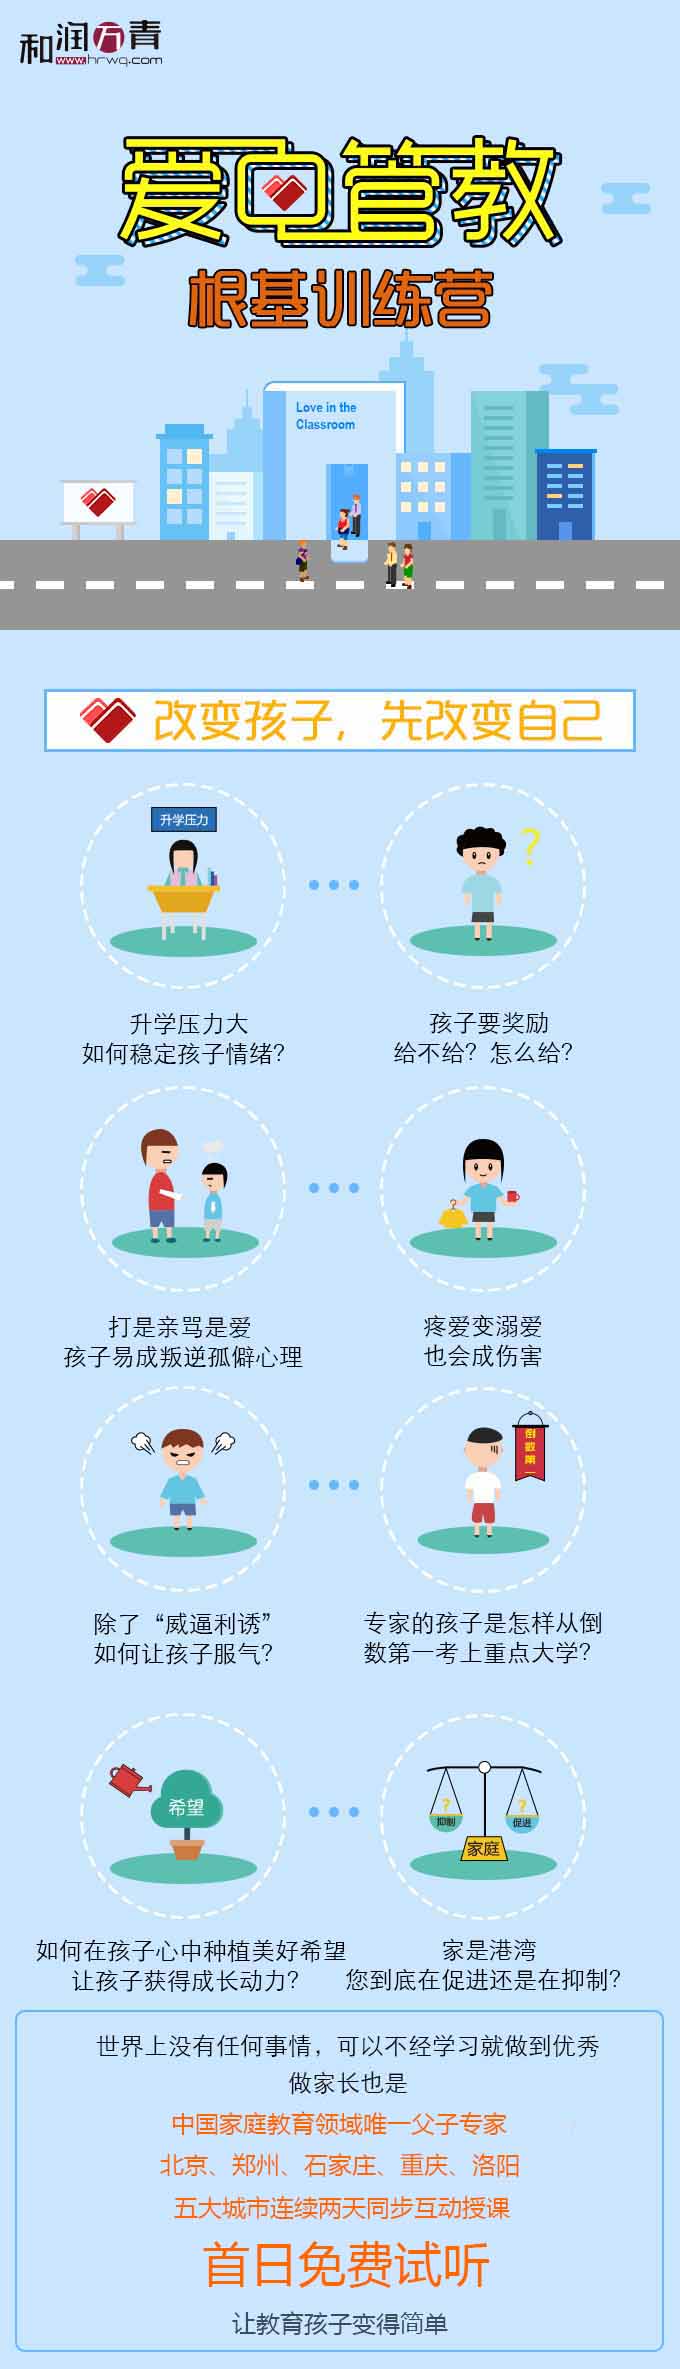 和润万青
www.hrwq.com
爱中管教
根基训练营
Love in the
Classroom
改变孩子，先改变自己
升学压力
?
升学压力大
如何稳定孩子情绪?
孩子要奖励
给不给? 怎么给?
打是亲骂是爱
孩子易成叛逆孤僻心理
疼爱变溺爱
也会成伤害
倒数第一
除了“威逼利诱”
如何让孩子服气?
专家的孩子是怎样从倒
数第一考上重点大学?
希望
?
抑制
?
促进
家庭
如何在孩子心中种植美好希望
让孩子获得成长动力?
家是港湾
您到底在促进还是在抑制?
世界上没有任何事情，可以不经学习就做到优秀
做家长也是
中国家庭教育领域唯一父子专家
北京、郑州、石家庄、重庆、洛阳
五大城市连续两天同步互动授课
首日免费试听
让教育孩子变得简单